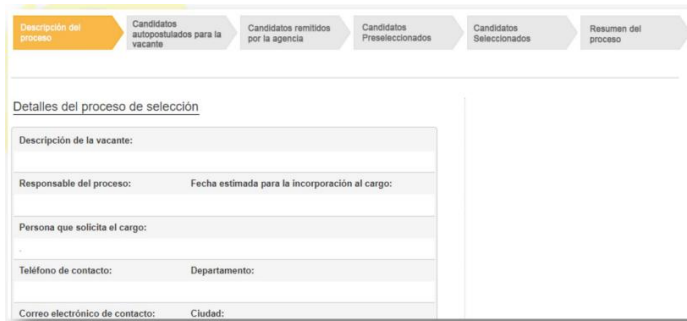 Descripción del
proceso
Candidatos
autopostulados para la
vacante
Candidatos remitidos
por la agencia
Candidatos
Preseleccionados
Candidatos
Seleccionados
Resumen del
proceso
Detalles del proceso de selección
Descripción de la vacante:
Responsable del proceso: Fecha estimada para la incorporación al cargo:
Persona que solicita el cargo:
.
Teléfono de contacto: Departamento:
Correo electrónico de contacto: Ciudad: